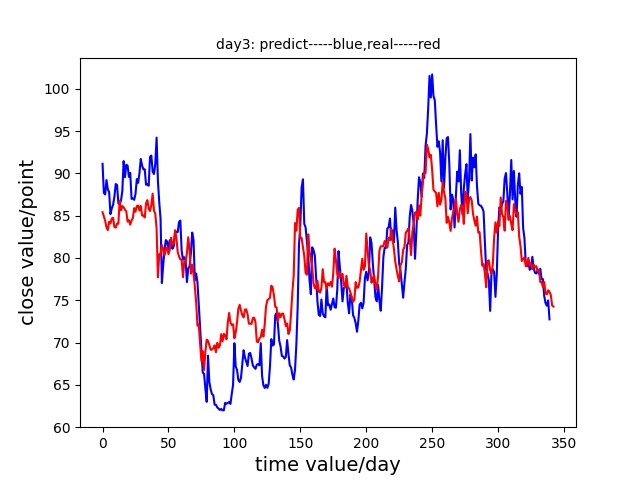 day3: predict-----blue,real-----red
100
95
90
85
80
75
70
65
60
close value/point
0 50 100 150 200 250 300 350
time value/day